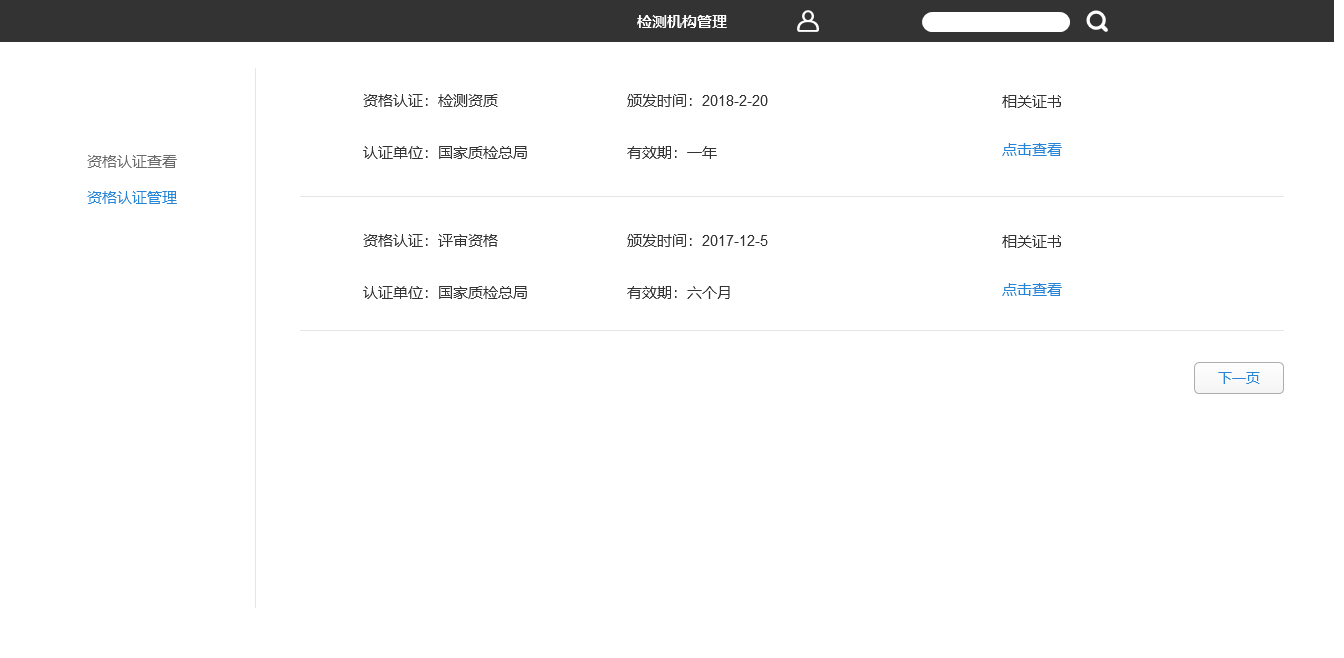 检测机构管理
资格认证查看
资格认证管理
资格认证：检测资质 颁发时间：2018-2-20 相关证书
认证单位：国家质检总局 有效期：一年 点击查看
资格认证：评审资格 颁发时间：2017-12-5 相关证书
认证单位：国家质检总局 有效期：六个月 点击查看
下一页